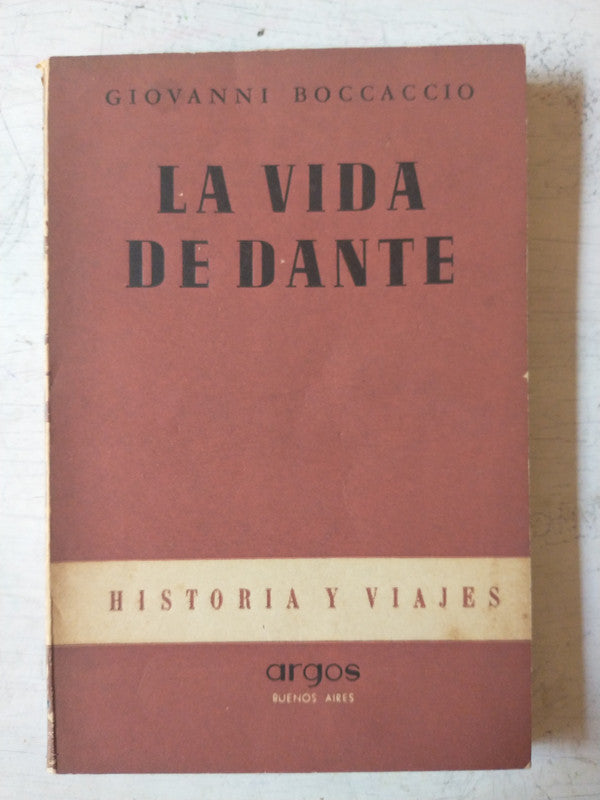 GIOVANNI BOCCACCIO
LA VIDA
DE DANTE
HISTORIA Y VIAJES
argos
BUENOS AIRES